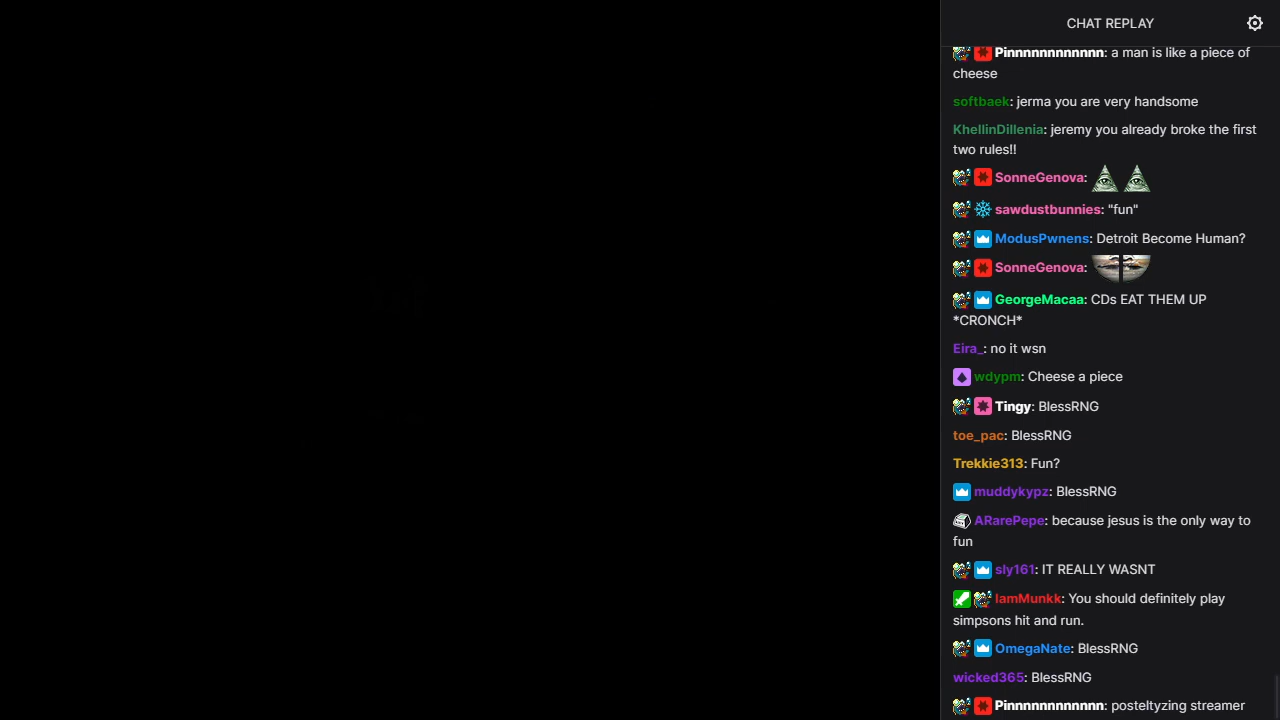 CHAT REPLAY
Pinnnnnnnnnnnn: a man is like a piece of
cheese
softbaek: jerma you are very handsome
KhellinDillenia: jeremy you already broke the first
two rules!!
SonneGenova:
sawdustbunnies: "fun"
ModusPwnens: Detroit Become Human?
SonneGenova:
GeorgeMacaa: CDs EAT THEM UP
*CRONCH*
Eira_: no it wsn
wdypm: Cheese a piece
Tingy: BlessRNG
toe_pac: BlessRNG
Trekkie313: Fun?
muddykypz: BlessRNG
ARarePepe: because jesus is the only way to
fun
sly161: IT REALLY WASNT
IamMunkk: You should definitely play
simpsons hit and run.
OmegaNate: BlessRNG
wicked365: BlessRNG
Pinnnnnnnnnnnn: posteltyzing streamer